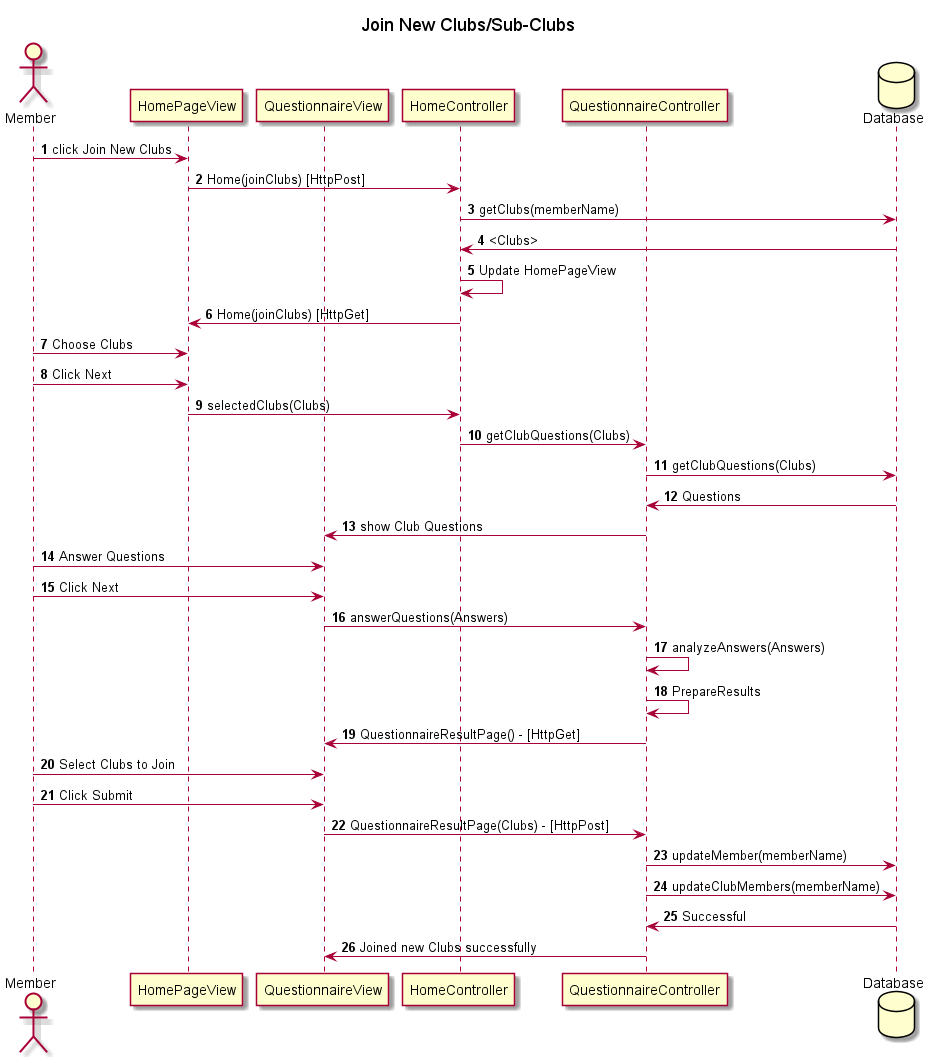 Join New Clubs/Sub-Clubs
Member
HomePageView
QuestionnaireView
HomeController
QuestionnaireController
Database
1 click Join New Clubs
2 Home(joinClubs) [HttpPost]
3 getClubs(memberName)
4 <Clubs>
5 Update HomePageView
6 Home(joinClubs) [HttpGet]
7 Choose Clubs
8 Click Next
9 selectedClubs(Clubs)
10 getClubQuestions(Clubs)
11 getClubQuestions(Clubs)
12 Questions
13 show Club Questions
14 Answer Questions
15 Click Next
16 answerQuestions(Answers)
17 analyzeAnswers(Answers)
18 PrepareResults
19 QuestionnaireResultPage() - [HttpGet]
20 Select Clubs to Join
21 Click Submit
22 QuestionnaireResultPage(Clubs) - [HttpPost]
23 updateMember(memberName)
24 updateClubMembers(memberName)
25 Successful
26 Joined new Clubs successfully
Member
HomePageView
QuestionnaireView
HomeController
QuestionnaireController
Database